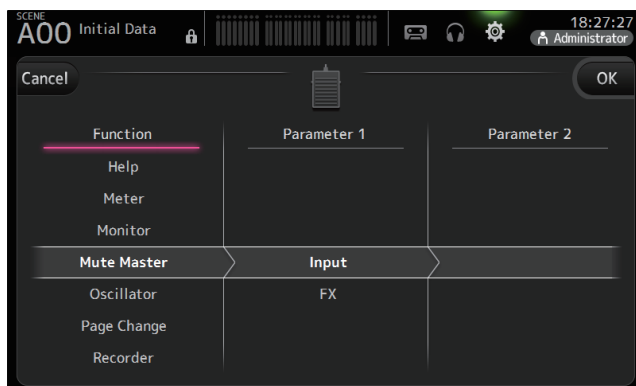 SCENE
A00 Initial Data
18:27:27
Administrator
Cancel
OK
Function
Parameter 1
Parameter 2
Help
Meter
Monitor
Mute Master
Input
Oscillator
FX
Page Change
Recorder